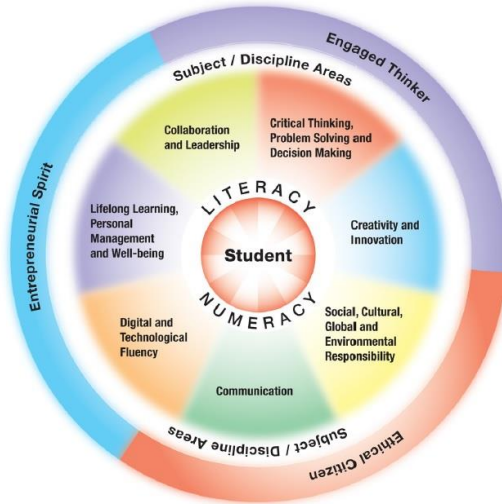 Engaged Thinker
Subject / Discipline Areas
Collaboration
and Leadership
Critical Thinking,
Problem Solving and
Decision Making
Entrepreneurial Spirit
Lifelong Learning,
Personal
Management
and Well-being
LITERACY
Student
NUMERACY
Creativity and
Innovation
Digital and
Technological
Fluency
Social, Cultural,
Global and
Environmental
Responsibility
Communication
Subject / Discipline Areas
Ethical Citizen